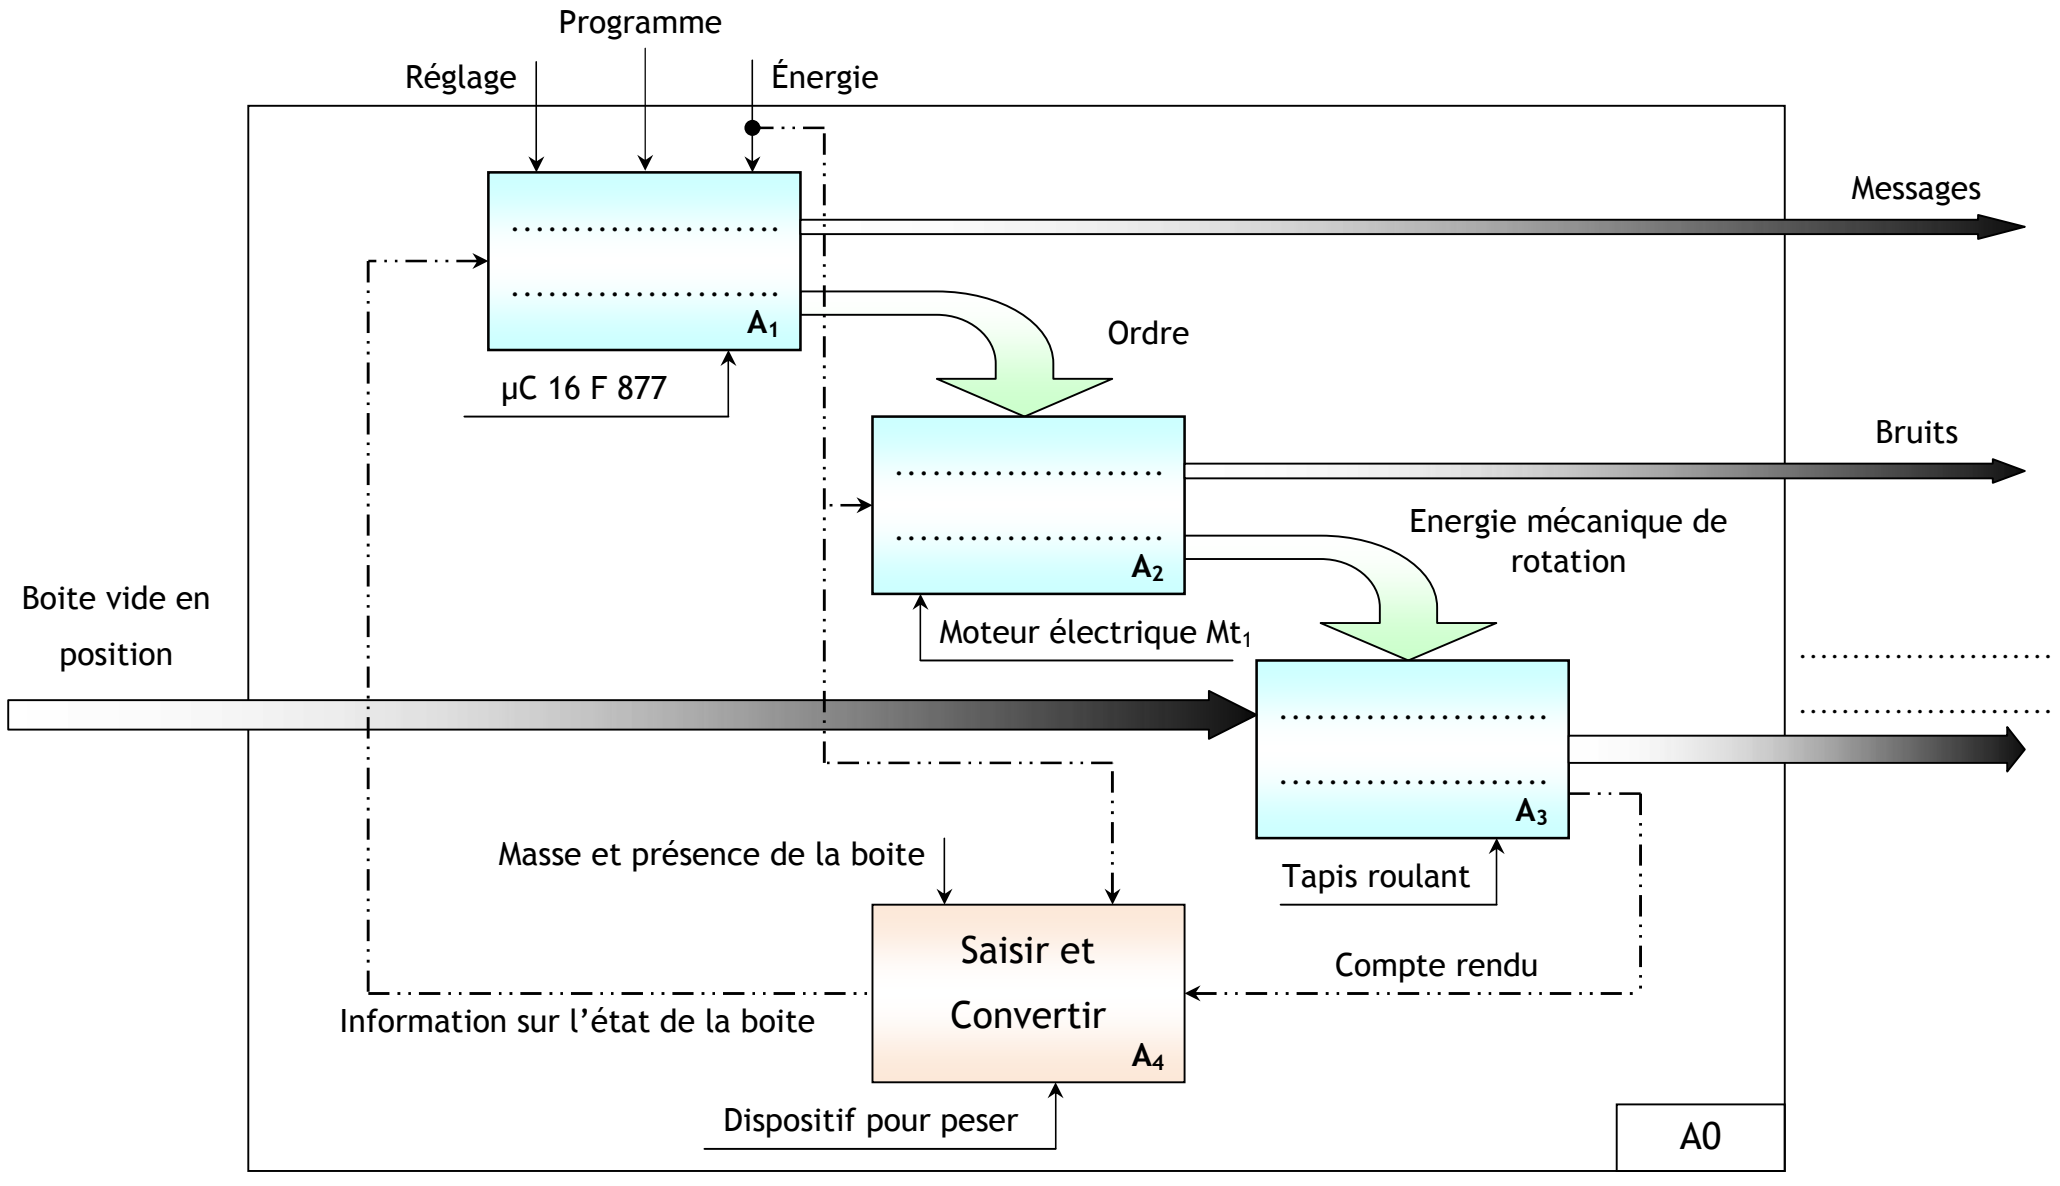 Programme
Réglage
Énergie
Messages
A1
Ordre
µC 16 F 877
Bruits
Energie mécanique de
rotation
A2
Boite vide en
position
Moteur électrique Mt1
A3
Masse et présence de la boite
Tapis roulant
Saisir et
Convertir
A4
Compte rendu
Information sur l’état de la boite
Dispositif pour peser
A0